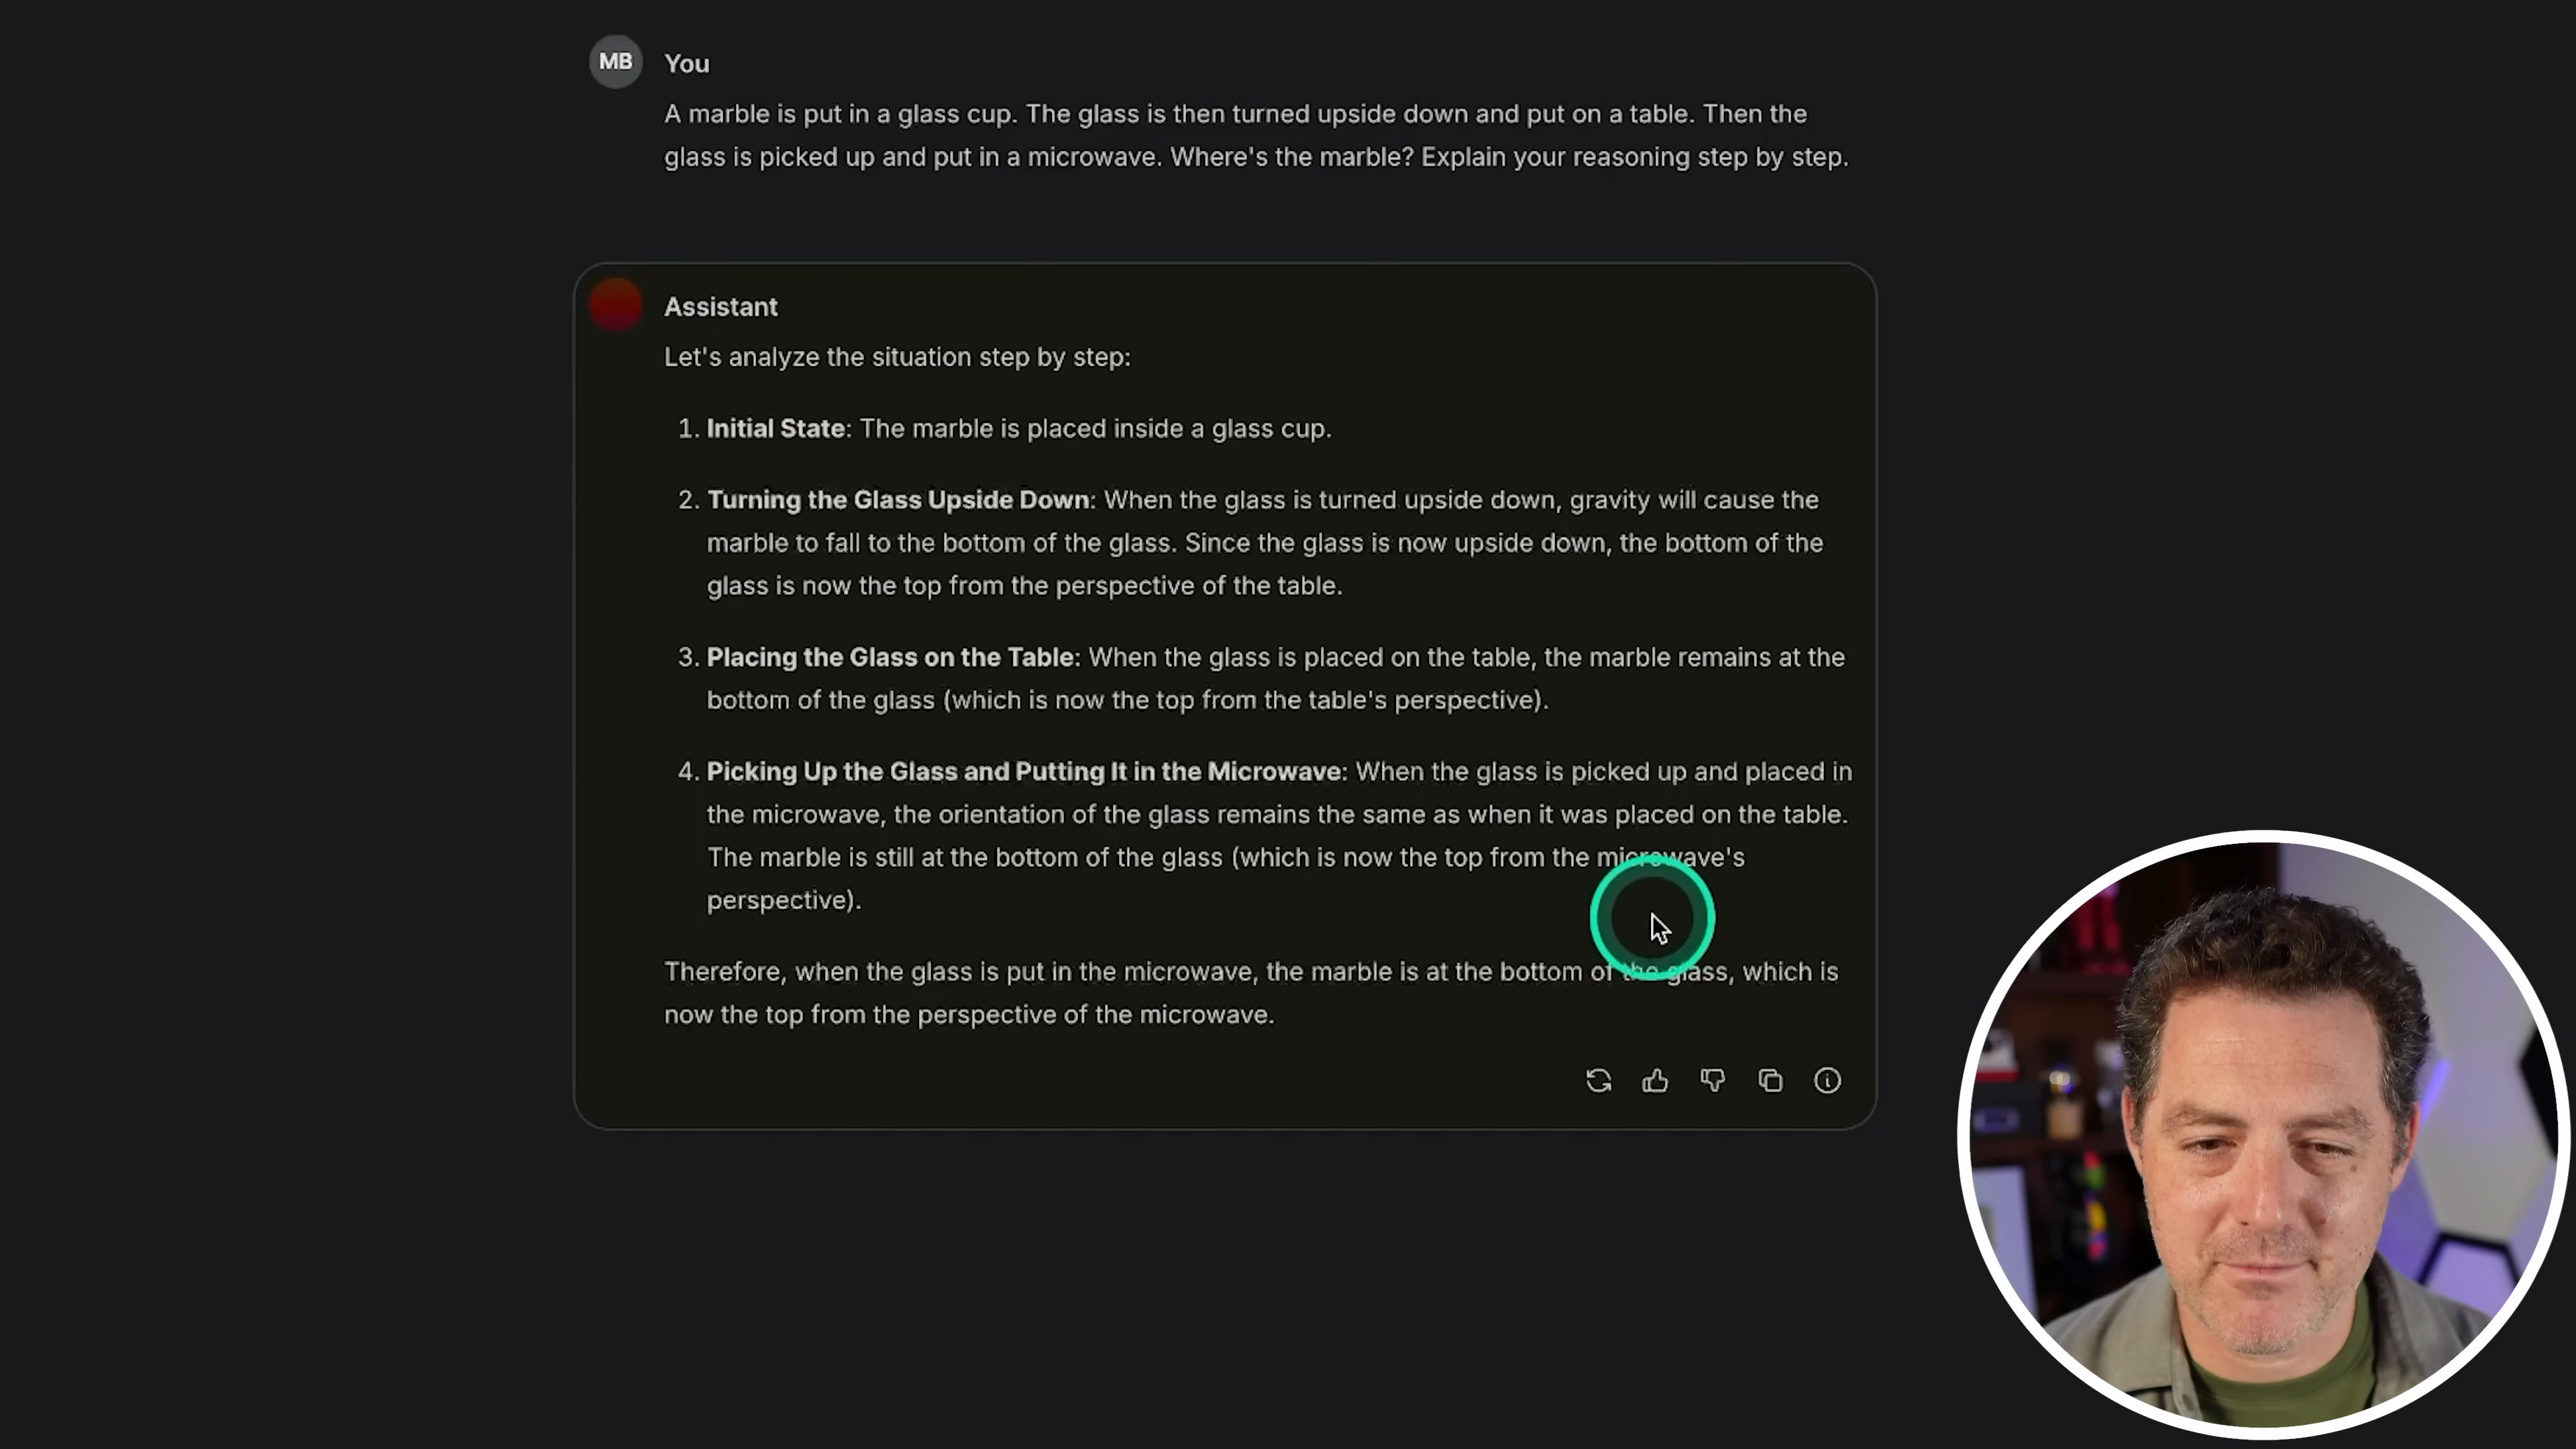 MB
You
A marble is put in a glass cup. The glass is then turned upside down and put on a table. Then the
glass is picked up and put in a microwave. Where's the marble? Explain your reasoning step by step.
Assistant
Let's analyze the situation step by step:
1. Initial State: The marble is placed inside a glass cup.
2. Turning the Glass Upside Down: When the glass is turned upside down, gravity will cause the
marble to fall to the bottom of the glass. Since the glass is now upside down, the bottom of the
glass is now the top from the perspective of the table.
3. Placing the Glass on the Table: When the glass is placed on the table, the marble remains at the
bottom of the glass (which is now the top from the table's perspective).
4. Picking Up the Glass and Putting It in the Microwave: When the glass is picked up and placed in
the microwave, the orientation of the glass remains the same as when it was placed on the table.
The marble is still at the bottom of the glass (which is now the top from the microwave's
perspective).
Therefore, when the glass is put in the microwave, the marble is at the bottom of the glass, which is
now the top from the perspective of the microwave.